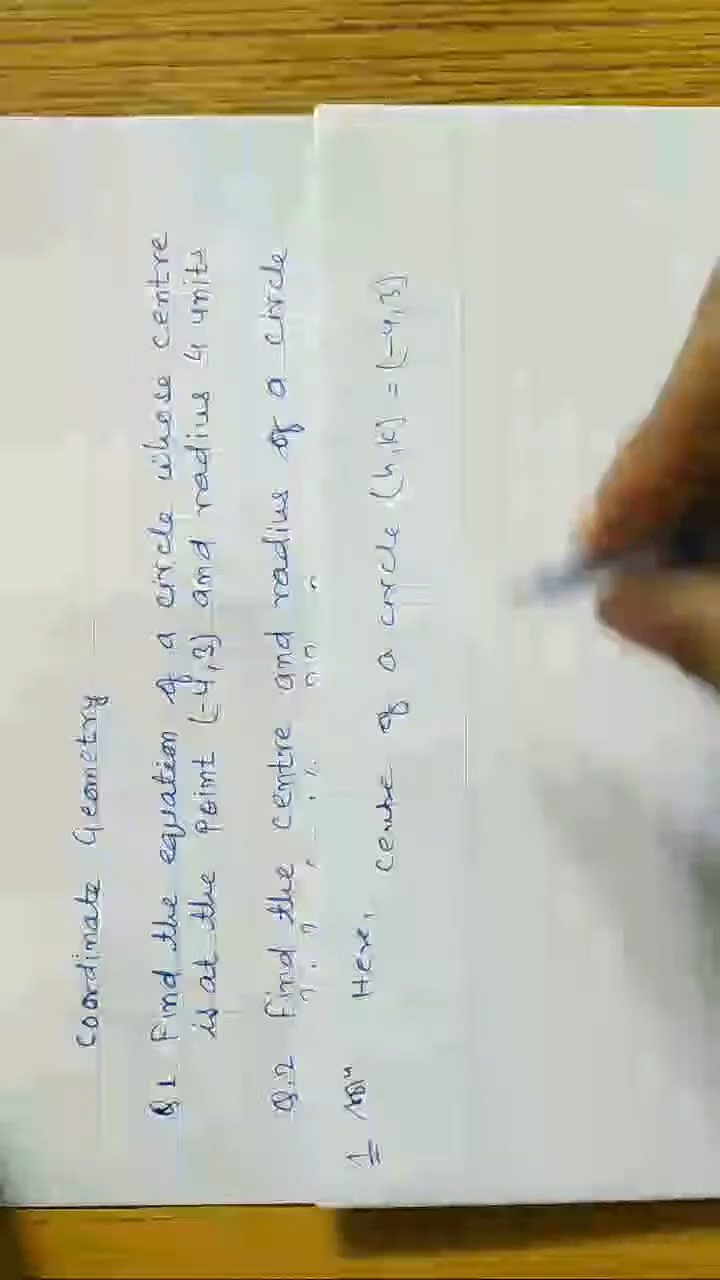 Coordinate Geometry
Q 1 Find the equation of a circle whose centre
is at the point (-4,3) and radius 4 units
Q.2 Find the centre and radius of a circle
1 solⁿ Here, centre of a circle (h,k) = (-4,3)